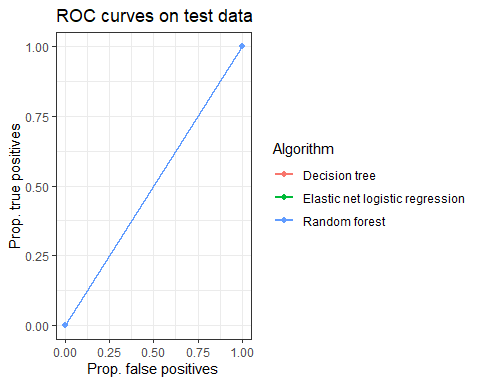 ROC curves on test data
Prop. true positives
1.00
0.75
0.50
0.25
0.00
0.00 0.25 0.50 0.75 1.00
Prop. false positives
Algorithm
Decision tree
Elastic net logistic regression
Random forest